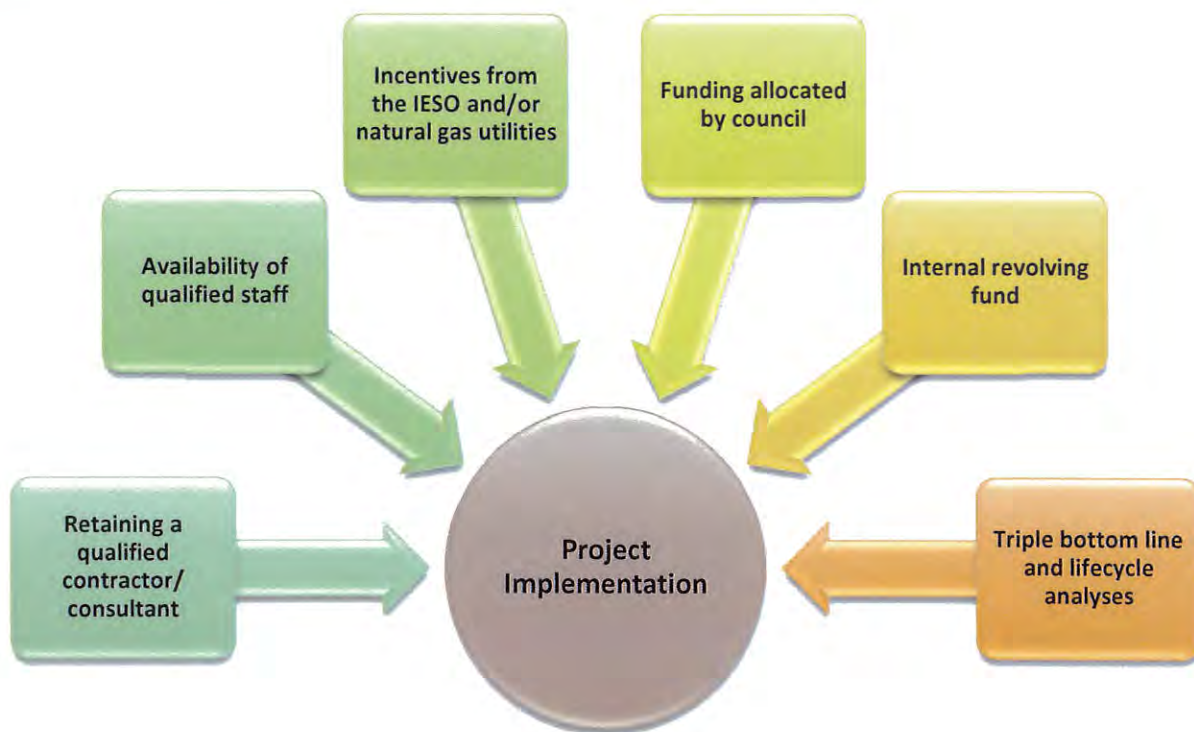 Incentives from
the IESO and/or
natural gas utilities
Funding allocated
by council
Availability of
qualified staff
Internal revolving
fund
Retaining a
qualified
contractor/
consultant
Project
Implementation
Triple bottom line
and lifecycle
analyses